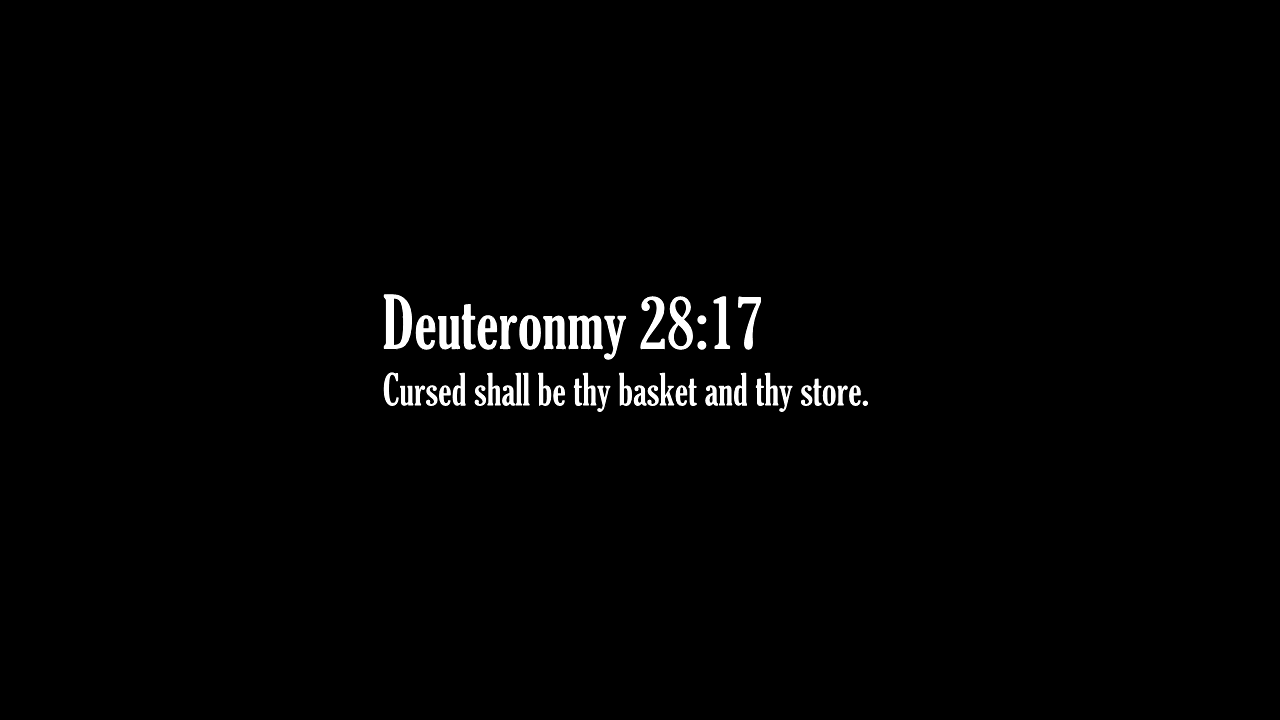 Deuteronmy 28:17
Cursed shall be thy basket and thy store.